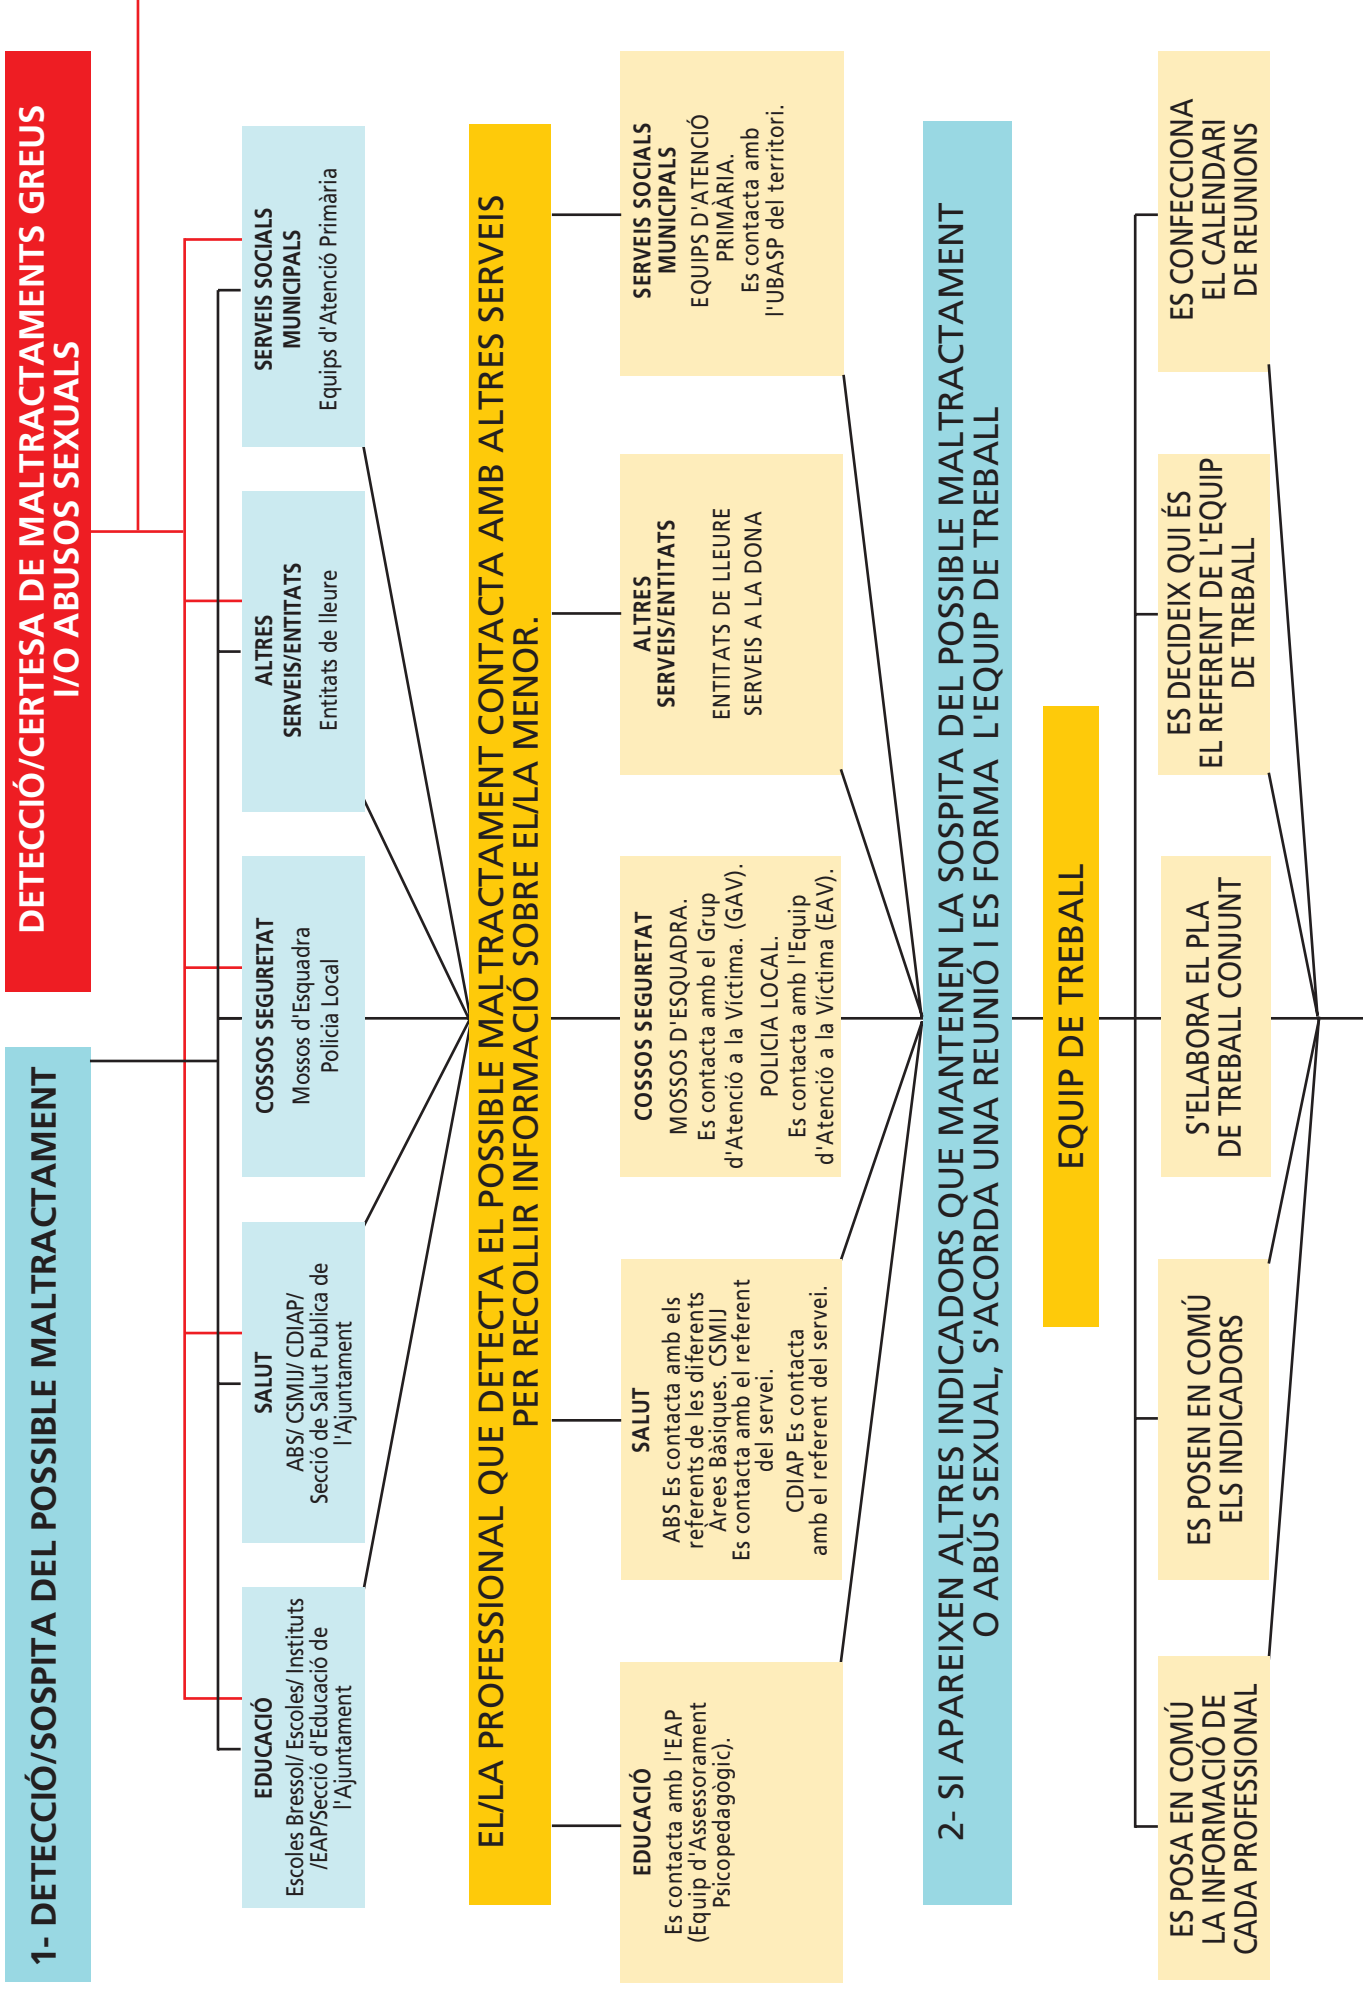 1- DETECCIÓ/SOSPITA DEL POSSIBLE MALTRACTAMENT
DETECCIÓ/CERTESA DE MALTRACTAMENTS GREUS
I/O ABUSOS SEXUALS
EDUCACIÓ
Escoles Bressol/ Escoles/ Instituts
/EAP/Secció d'Educació de
l'Ajuntament
SALUT
ABS/ CSMIJ/ CDIAP/
Secció de Salut Publica de
l'Ajuntament
COSSOS SEGURETAT
Mossos d'Esquadra
Policia Local
ALTRES
SERVEIS/ENTITATS
Entitats de lleure
SERVEIS SOCIALS
MUNICIPALS
Equips d'Atenció Primària
EL/LA PROFESSIONAL QUE DETECTA EL POSSIBLE MALTRACTAMENT CONTACTA AMB ALTRES SERVEIS
PER RECOLLIR INFORMACIÓ SOBRE EL/LA MENOR.
EDUCACIÓ
Es contacta amb l'EAP
(Equip d'Assessorament
Psicopedagògic).
SALUT
ABS Es contacta amb els
referents de les diferents
Àrees Bàsiques. CSMIJ
Es contacta amb el referent
del servei.
CDIAP Es contacta
amb el referent del servei.
COSSOS SEGURETAT
MOSSOS D'ESQUADRA.
Es contacta amb el Grup
d'Atenció a la Víctima. (GAV).
POLICIA LOCAL.
Es contacta amb l'Equip
d'Atenció a la Víctima (EAV).
ALTRES
SERVEIS/ENTITATS
ENTITATS DE LLEURE
SERVEIS A LA DONA
SERVEIS SOCIALS
MUNICIPALS
EQUIPS D'ATENCIÓ
PRIMÀRIA.
Es contacta amb
l'UBASP del territori.
2- SI APAREIXEN ALTRES INDICADORS QUE MANTENEN LA SOSPITA DEL POSSIBLE MALTRACTAMENT
O ABÚS SEXUAL, S'ACORDA UNA REUNIÓ I ES FORMA L'EQUIP DE TREBALL
EQUIP DE TREBALL
ES POSA EN COMÚ
LA INFORMACIÓ DE
CADA PROFESSIONAL
ES POSEN EN COMÚ
ELS INDICADORS
S'ELABORA EL PLA
DE TREBALL CONJUNT
ES DECIDEIX QUI ÉS
EL REFERENT DE L'EQUIP
DE TREBALL
ES CONFECCIONA
EL CALENDARI
DE REUNIONS